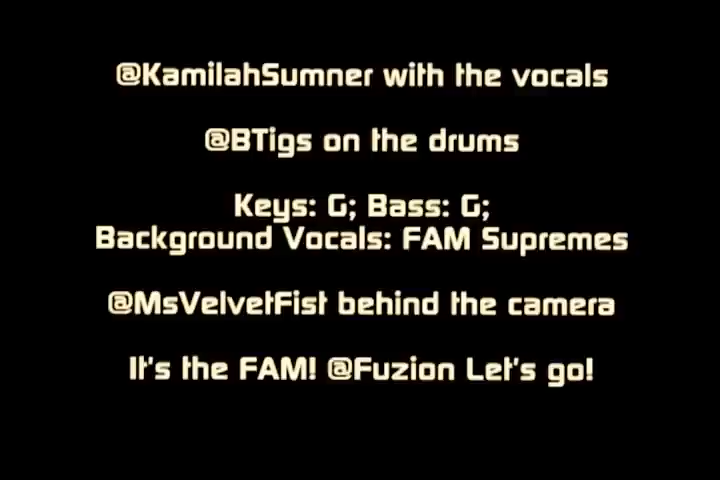 @KamilahSumner with the vocals
@BTigs on the drums
Keys: G; Bass: G;
Background Vocals: FAM Supremes
@MsVelvetFist behind the camera
It's the FAM! @Fuzion Let's go!